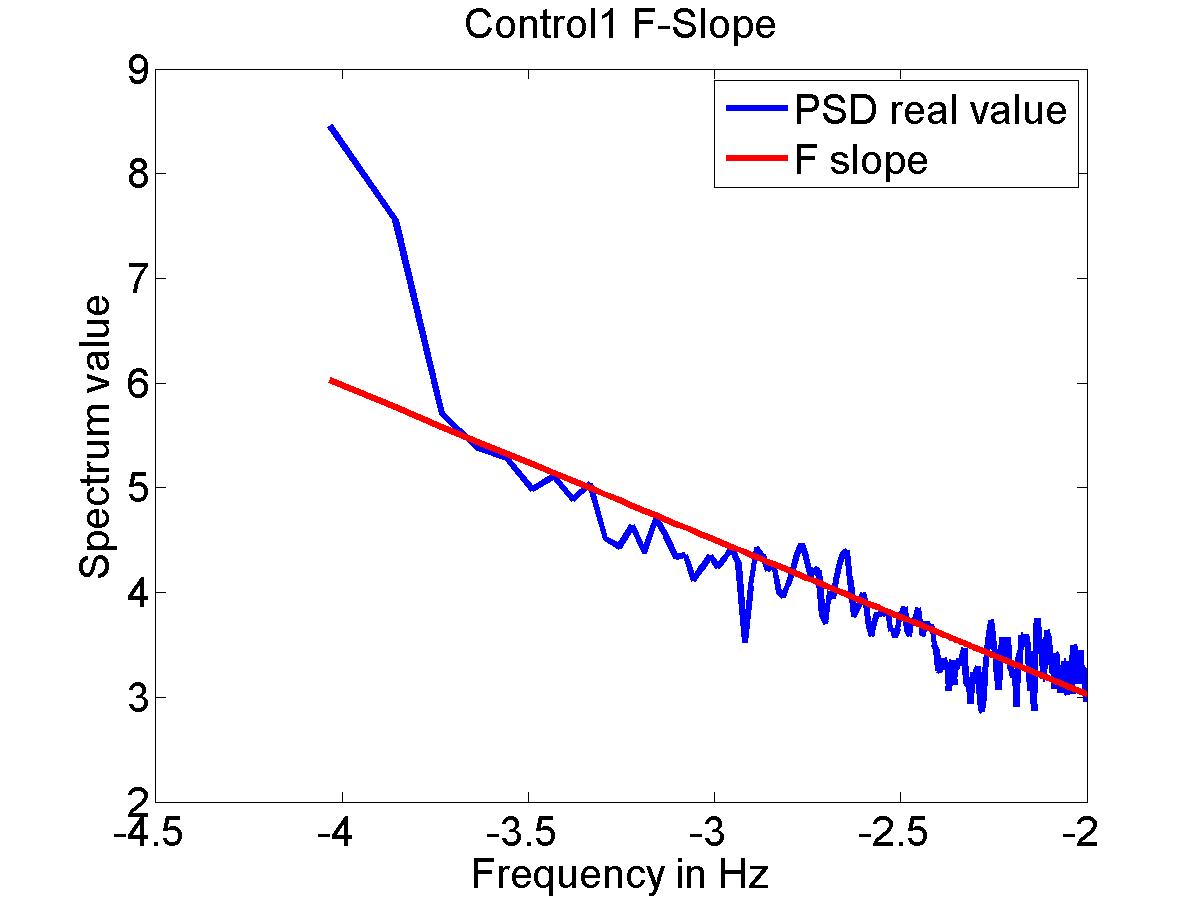 Control1 F-Slope
PSD real value
F slope
9
8
7
6
5
4
3
2
Spectrum value
-4.5 -4 -3.5 -3 -2.5 -2
Frequency in Hz